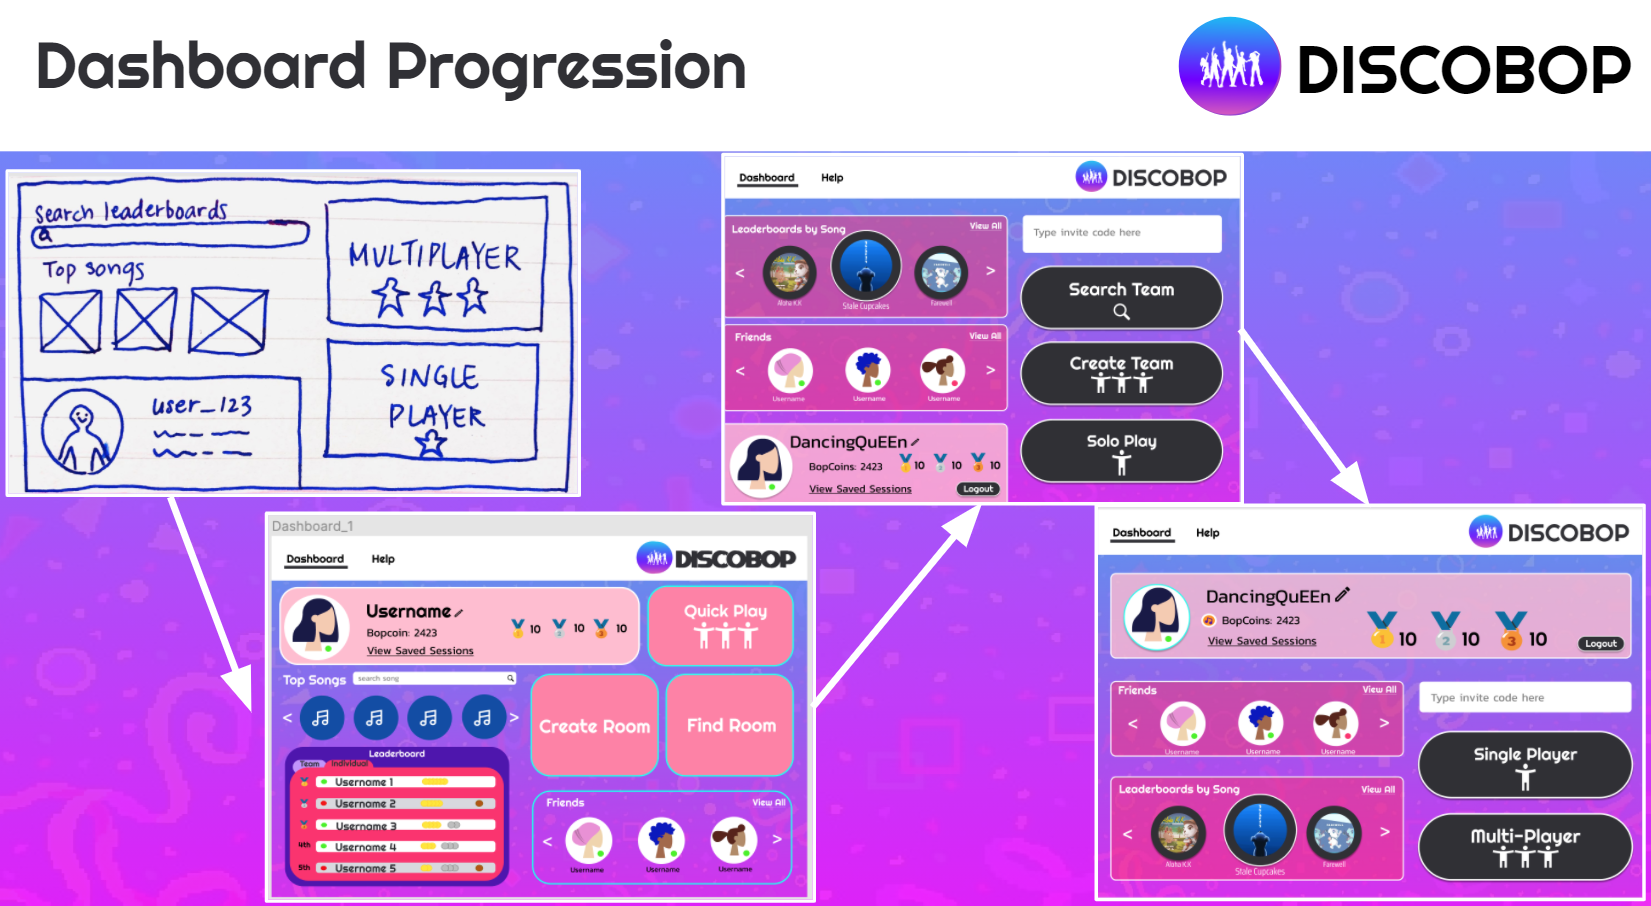 Dashboard Progression
DISCOBOP
Search leaderboards
Top songs
MULTIPLAYER
SINGLE
PLAYER
user_123
Dashboard_1
Dashboard Help
DISCOBOP
Username
Bopcoin: 2423
View Saved Sessions
10 10 10
Quick Play
Top Songs
search song
Create Room
Find Room
Leaderboard
Team Individual
Username 1
Username 2
Username 3
4th Username 4
5th Username 5
Friends View All
Username Username Username
Dashboard Help
DISCOBOP
Leaderboards by Song View All
< >
Aloha K.K
Stale Cupcakes
Farewell
Type invite code here
Search Team
Friends View All
< >
Username Username Username
Create Team
DancingQuEEn
BopCoins: 2423
10 10 10
View Saved Sessions
Logout
Solo Play
Dashboard Help
DISCOBOP
DancingQuEEn
BopCoins: 2423
View Saved Sessions
1 10 2 10 3 10
Logout
Friends View All
< >
Username Username Username
Type invite code here
Single Player
Leaderboards by Song View All
< >
Aloha K.K
Stale Cupcakes
Farewell
Multi-Player